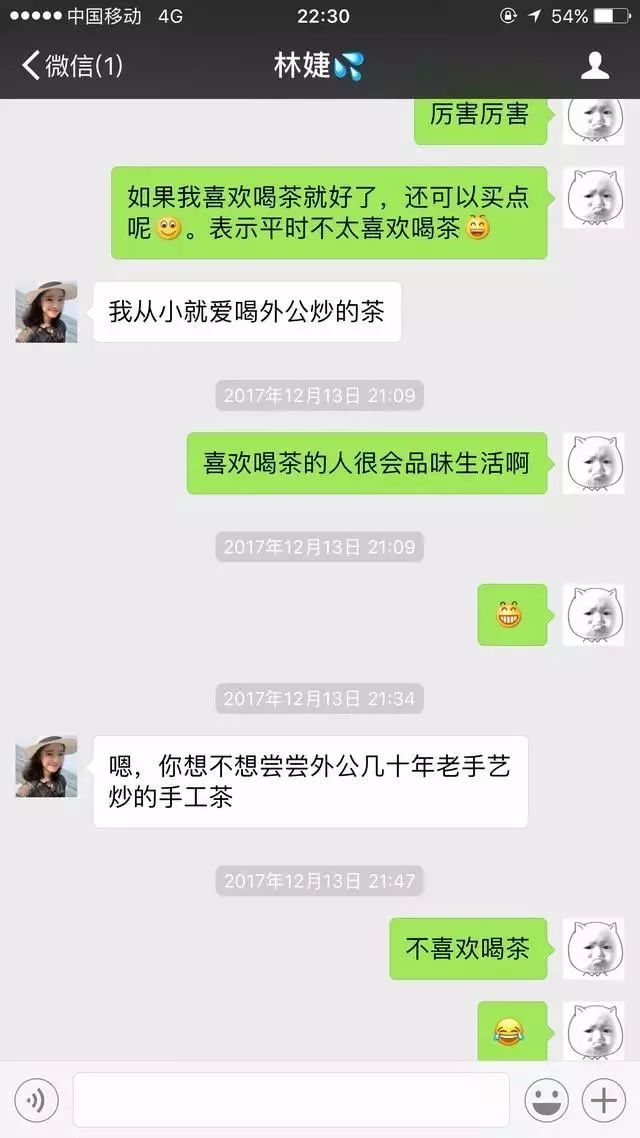 中国移动 4G 22:30 54%
微信(1) 林婕
厉害厉害
如果我喜欢喝茶就好了，还可以买点
呢。表示平时不太喜欢喝茶
我从小就爱喝外公炒的茶
2017年12月13日 21:09
喜欢喝茶的人很会品味生活啊
2017年12月13日 21:09
2017年12月13日 21:34
嗯，你想不想尝尝外公几十年老手艺
炒的手工茶
2017年12月13日 21:47
不喜欢喝茶